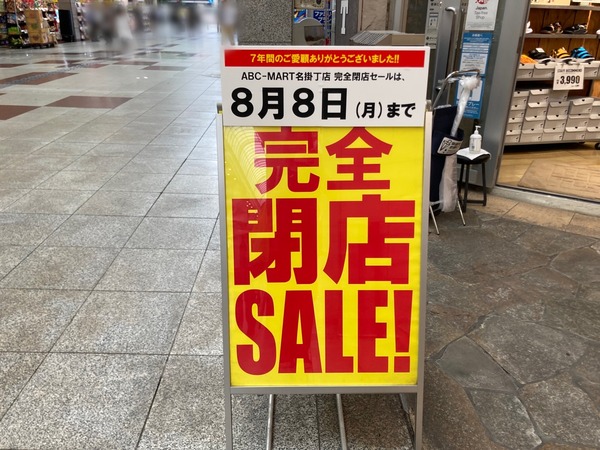 7年間のご愛顧ありがとうございました!!
ABC-MART名掛丁店 完全閉店セールは、
8月8日(月)まで
完全
閉店
SALE!
¥3,990